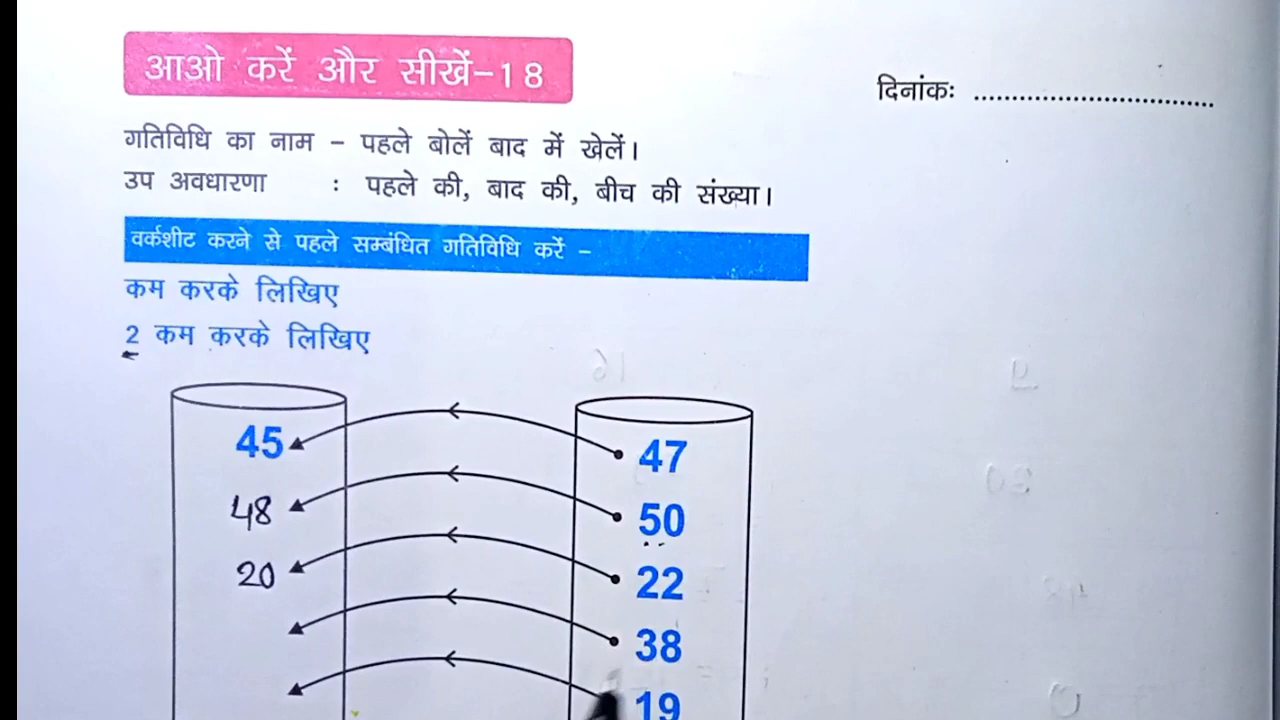 आओ करें और सीखें-18
दिनांकः ................................
गतिविधि का नाम - पहले बोलें बाद में खेलें।
उप अवधारणा : पहले की, बाद की, बीच की संख्या।
वर्कशीट करने से पहले सम्बंधित गतिविधि करें -
कम करके लिखिए
2 कम करके लिखिए
45 47
48 50
20 22
38
19